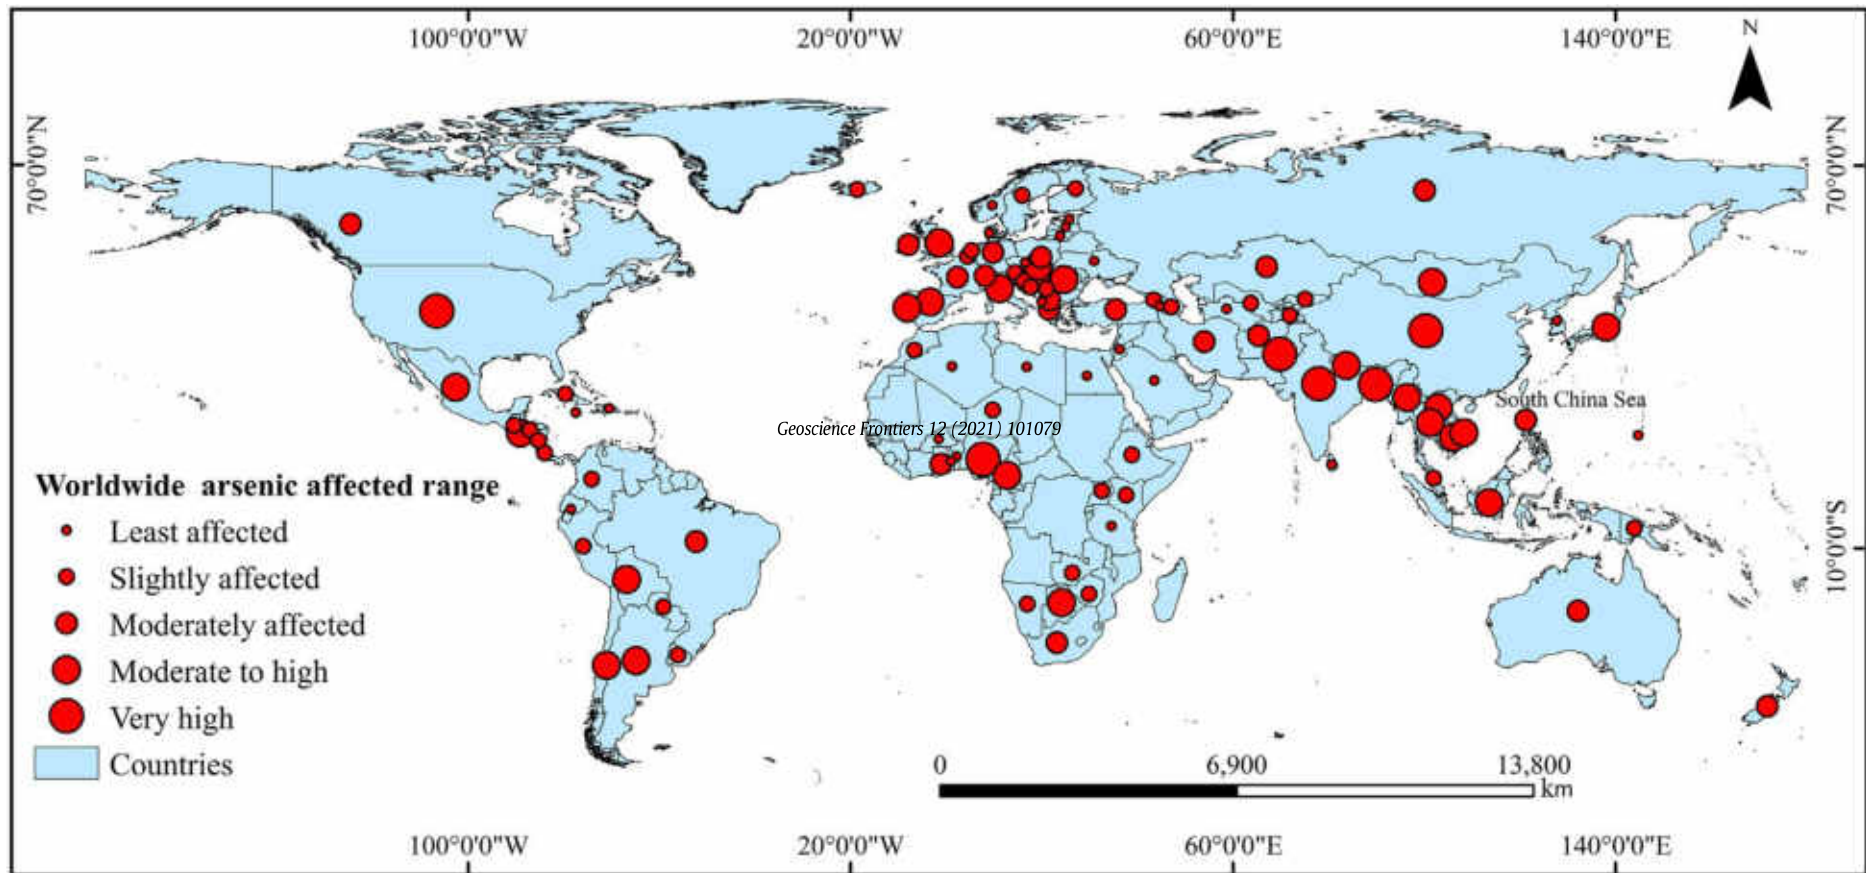 100°0'0"W 20°0'0"W 60°0'0"E 140°0'0"E
N
70°0'0"N
70°0'0"N
South China Sea
Geoscience Frontiers 12 (2021) 101079
Worldwide arsenic affected range
Least affected
Slightly affected
Moderately affected
Moderate to high
Very high
Countries
10°0'0"S
0 6,900 13,800
km
100°0'0"W 20°0'0"W 60°0'0"E 140°0'0"E